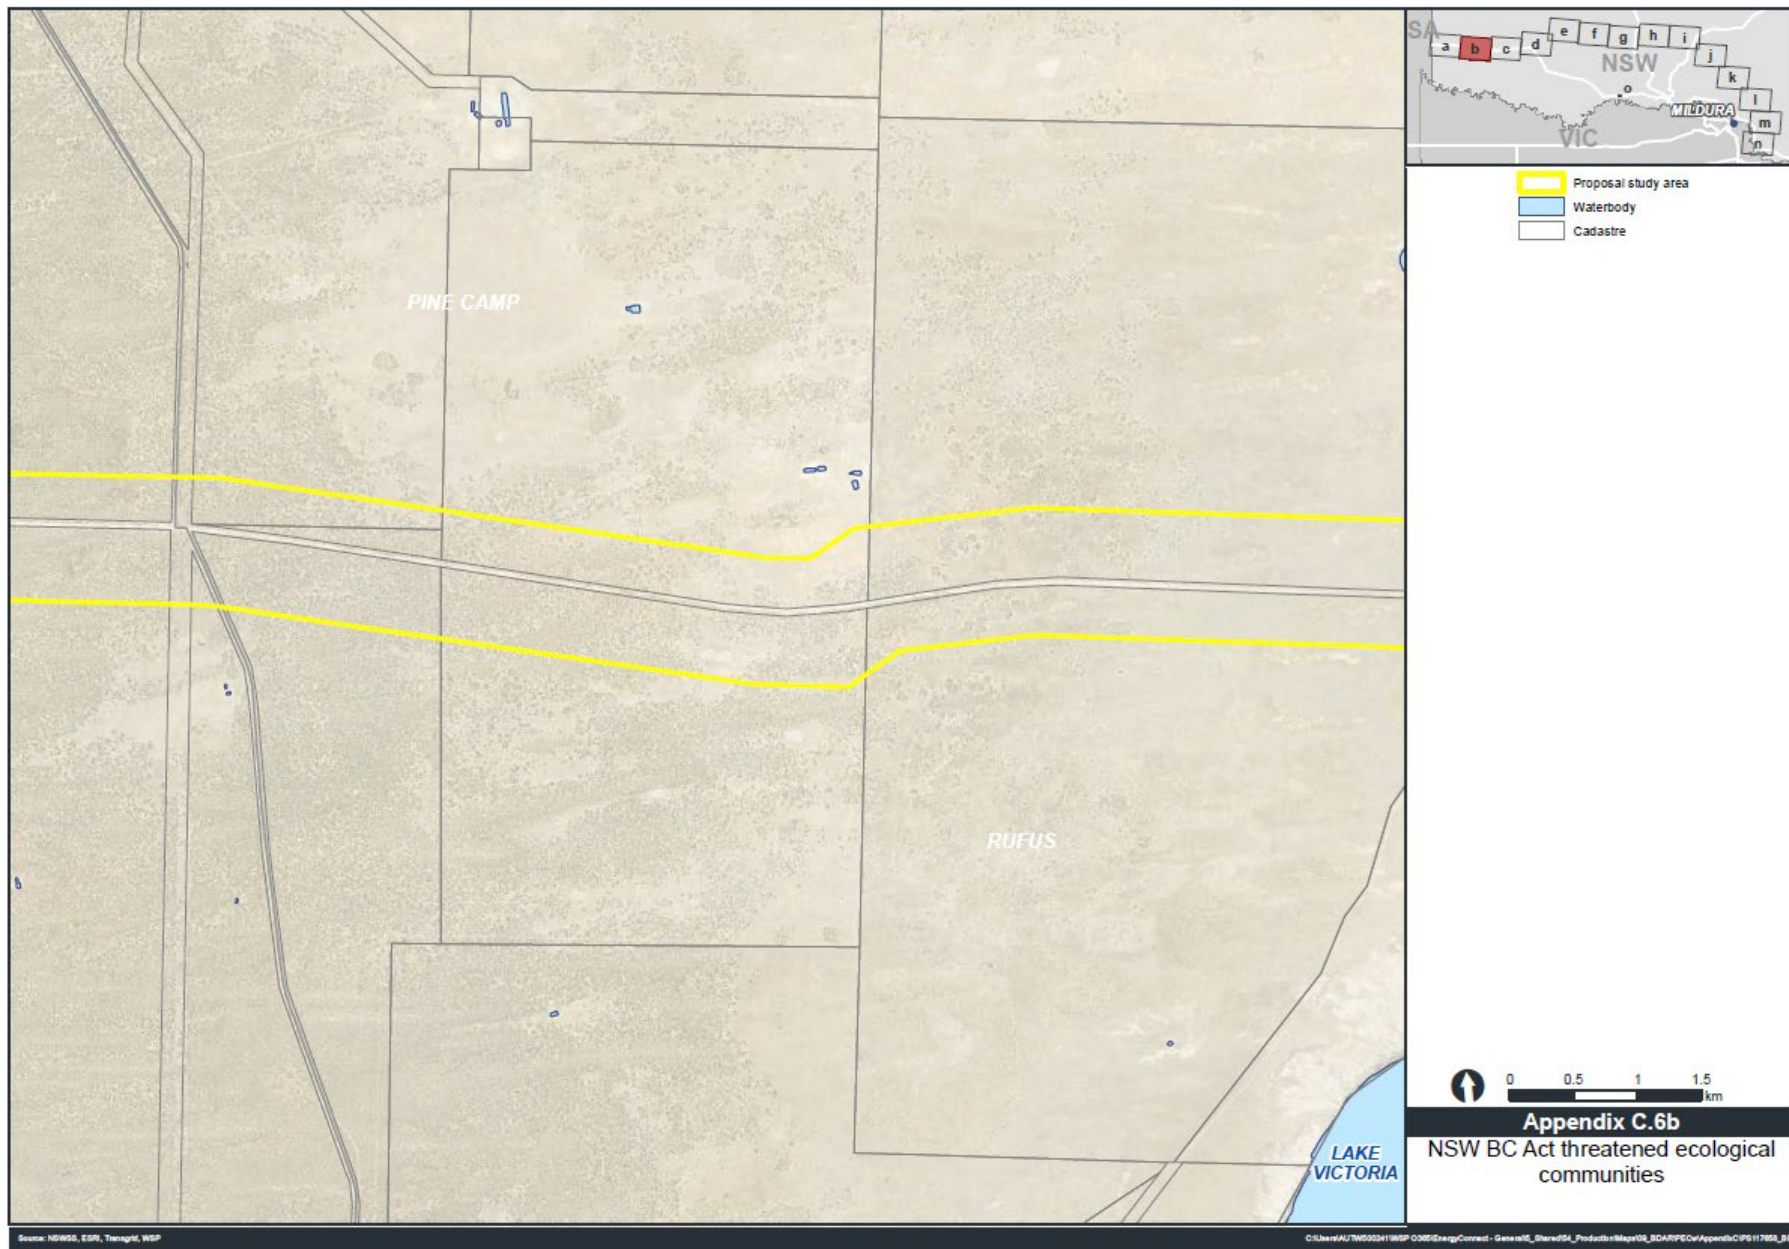 SA
a
b
c
d
e
f
g
h
i
j
k
l
m
n
o
NSW
MILDURA
VIC
Proposal study area
Waterbody
Cadastre
PINE CAMP
RUFUS
LAKE
VICTORIA
0 0.5 1 1.5
km
Appendix C.6b
NSW BC Act threatened ecological
communities
Source: NSWSS, ESRI, Transgrid, WSP